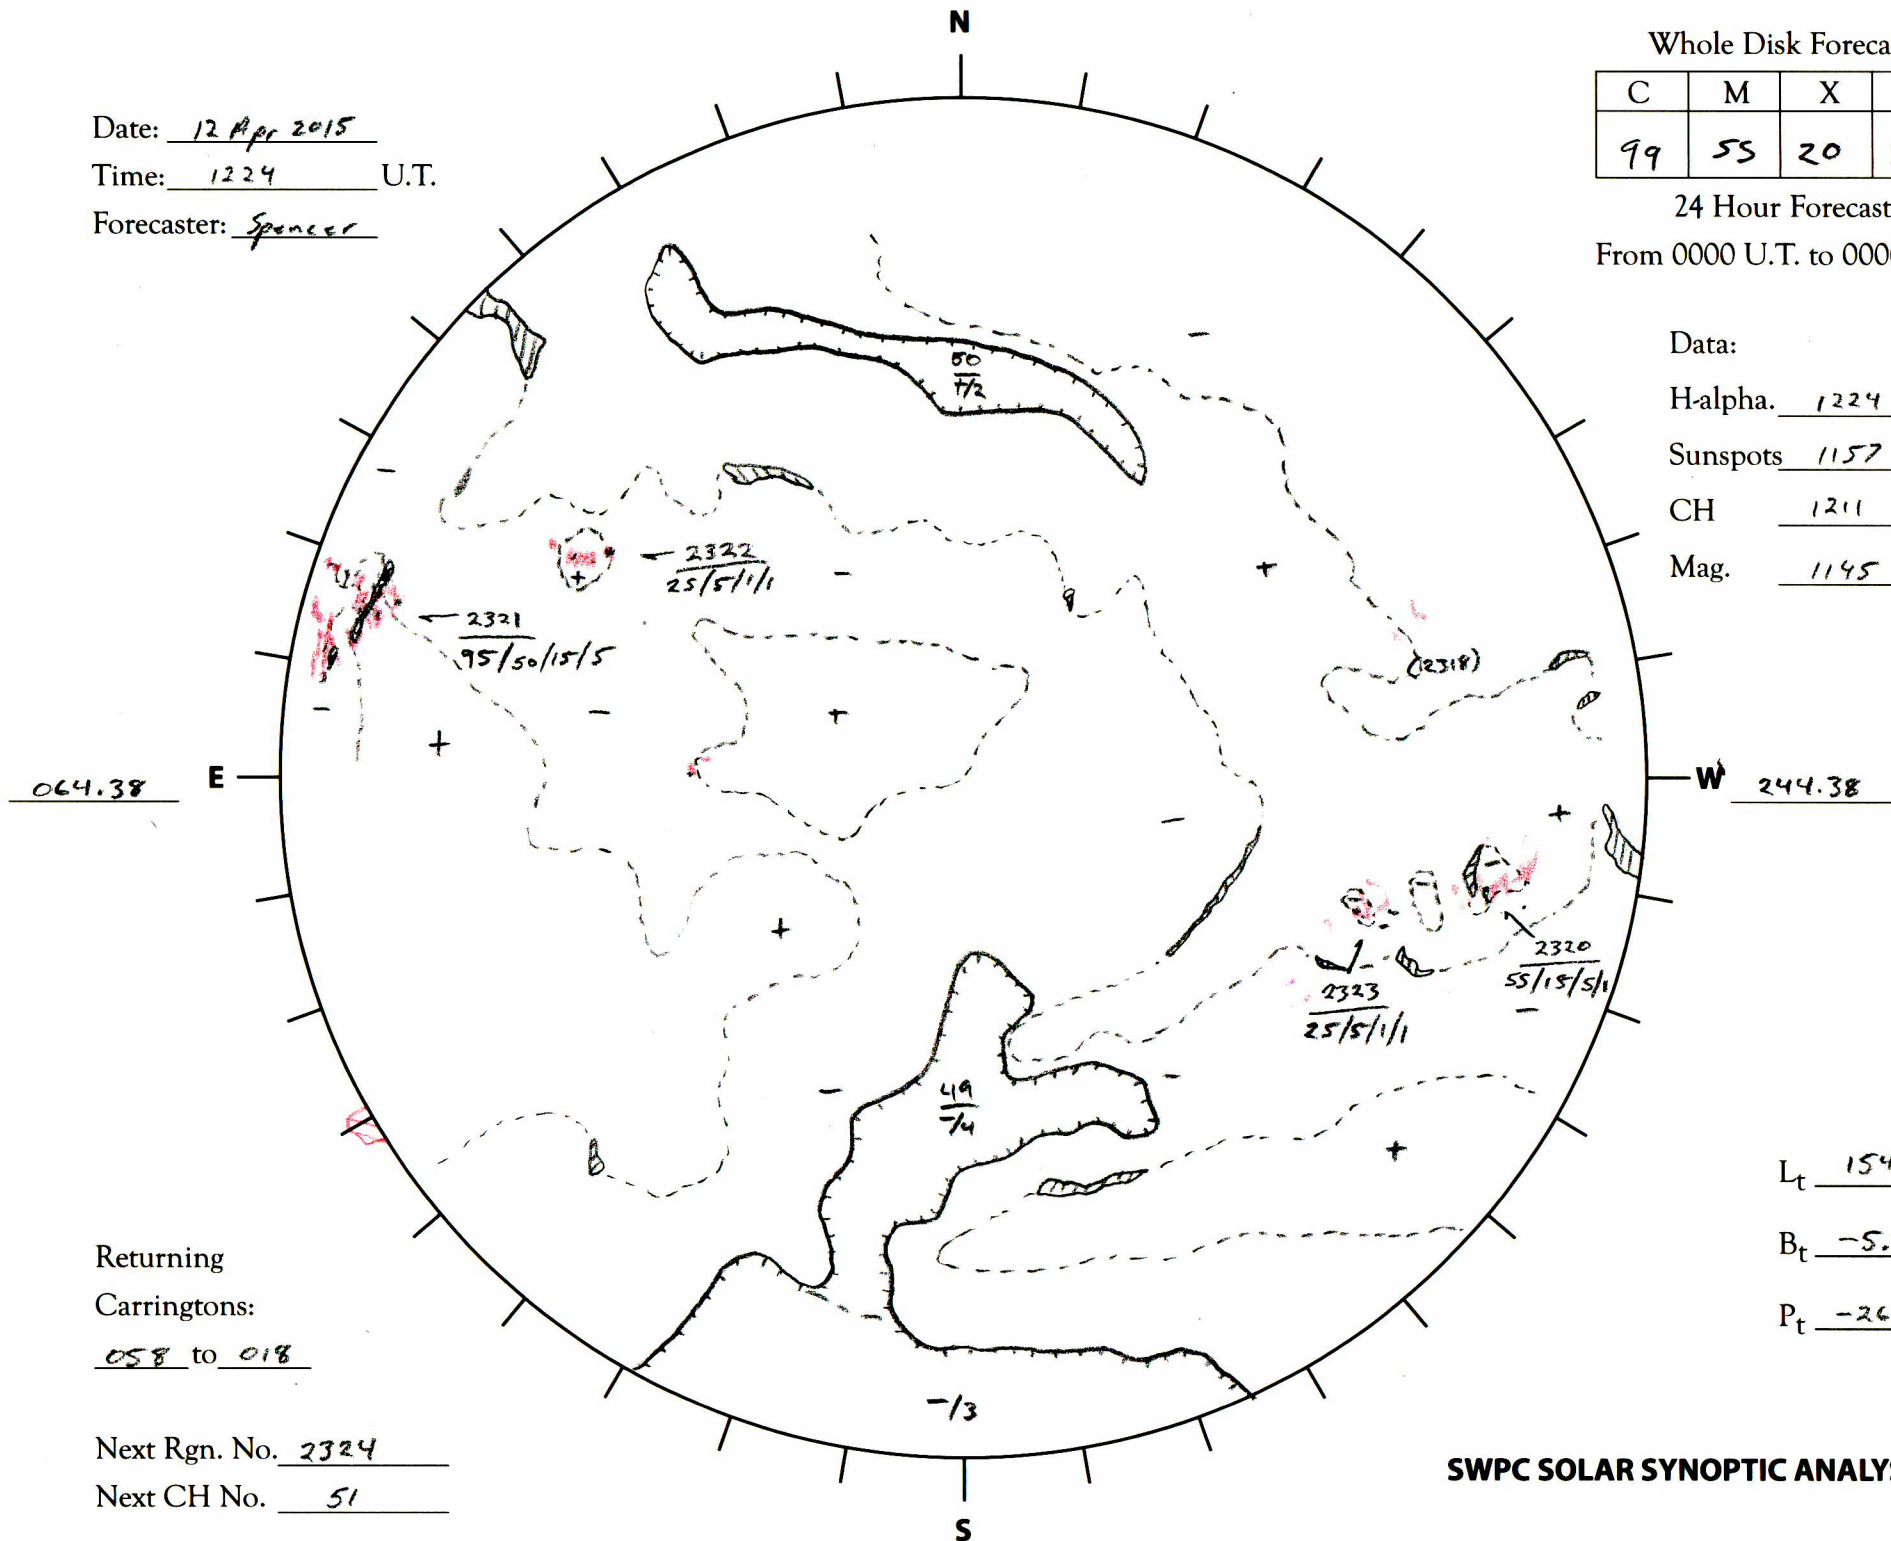 N
Whole Disk Foreca
C M X
99 55 20
24 Hour Forecast
From 0000 U.T. to 000
Date: 12 Apr 2015
Time: 1224 U.T.
Forecaster: Spencer
Data:
H-alpha. 1224
Sunspots 1157
CH 1211
Mag. 1145
50
+/2
2322
25/5/1/1
2321
95/50/15/5
(2318)
064.38 E
W 244.38
2320
55/15/5/1
2323
25/5/1/1
49
-/4
Lt 154
Bt -5.
Pt -26
Returning
Carringtons:
058 to 018
-/3
Next Rgn. No. 2324
Next CH No. 51
SWPC SOLAR SYNOPTIC ANALYS
S